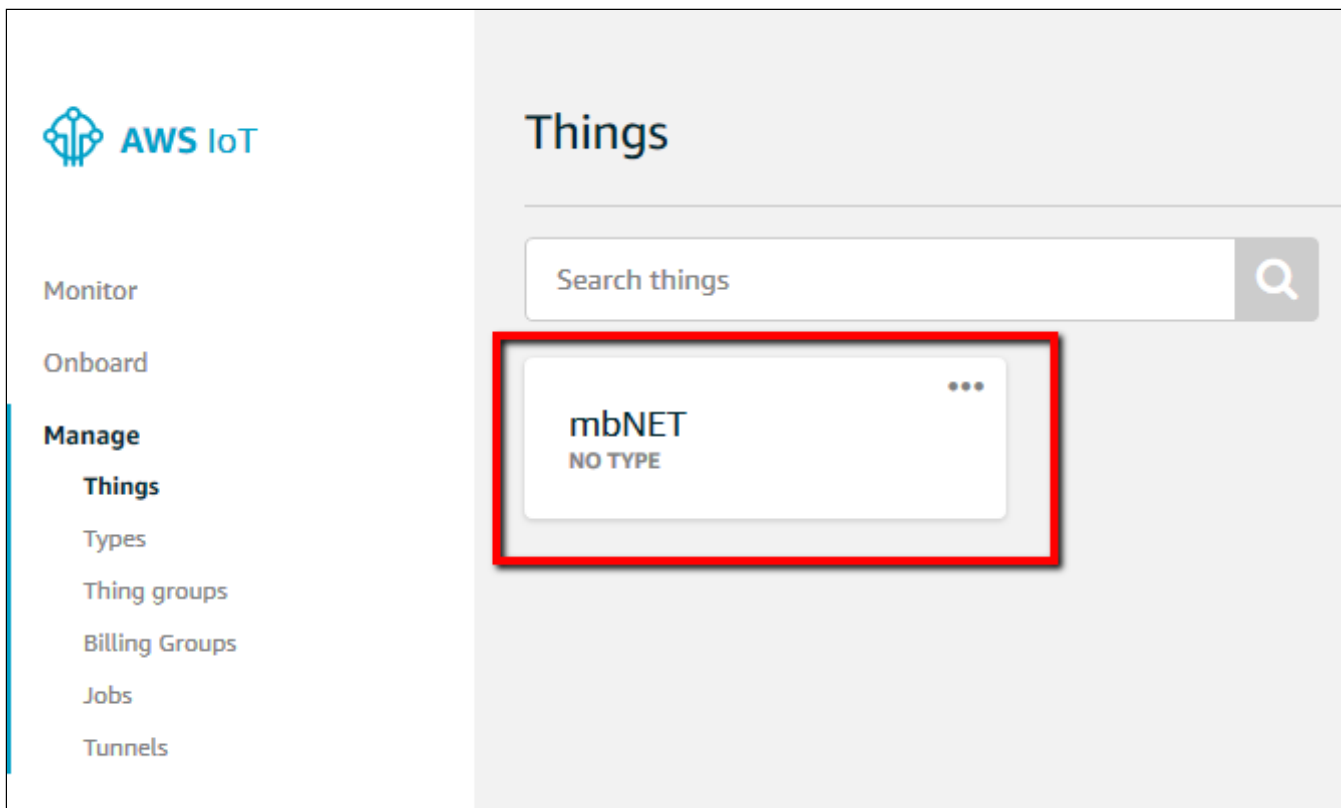 AWS IoT
Monitor
Onboard
Manage
Things
Types
Thing groups
Billing Groups
Jobs
Tunnels
Things
Search things
mbNET
NO TYPE